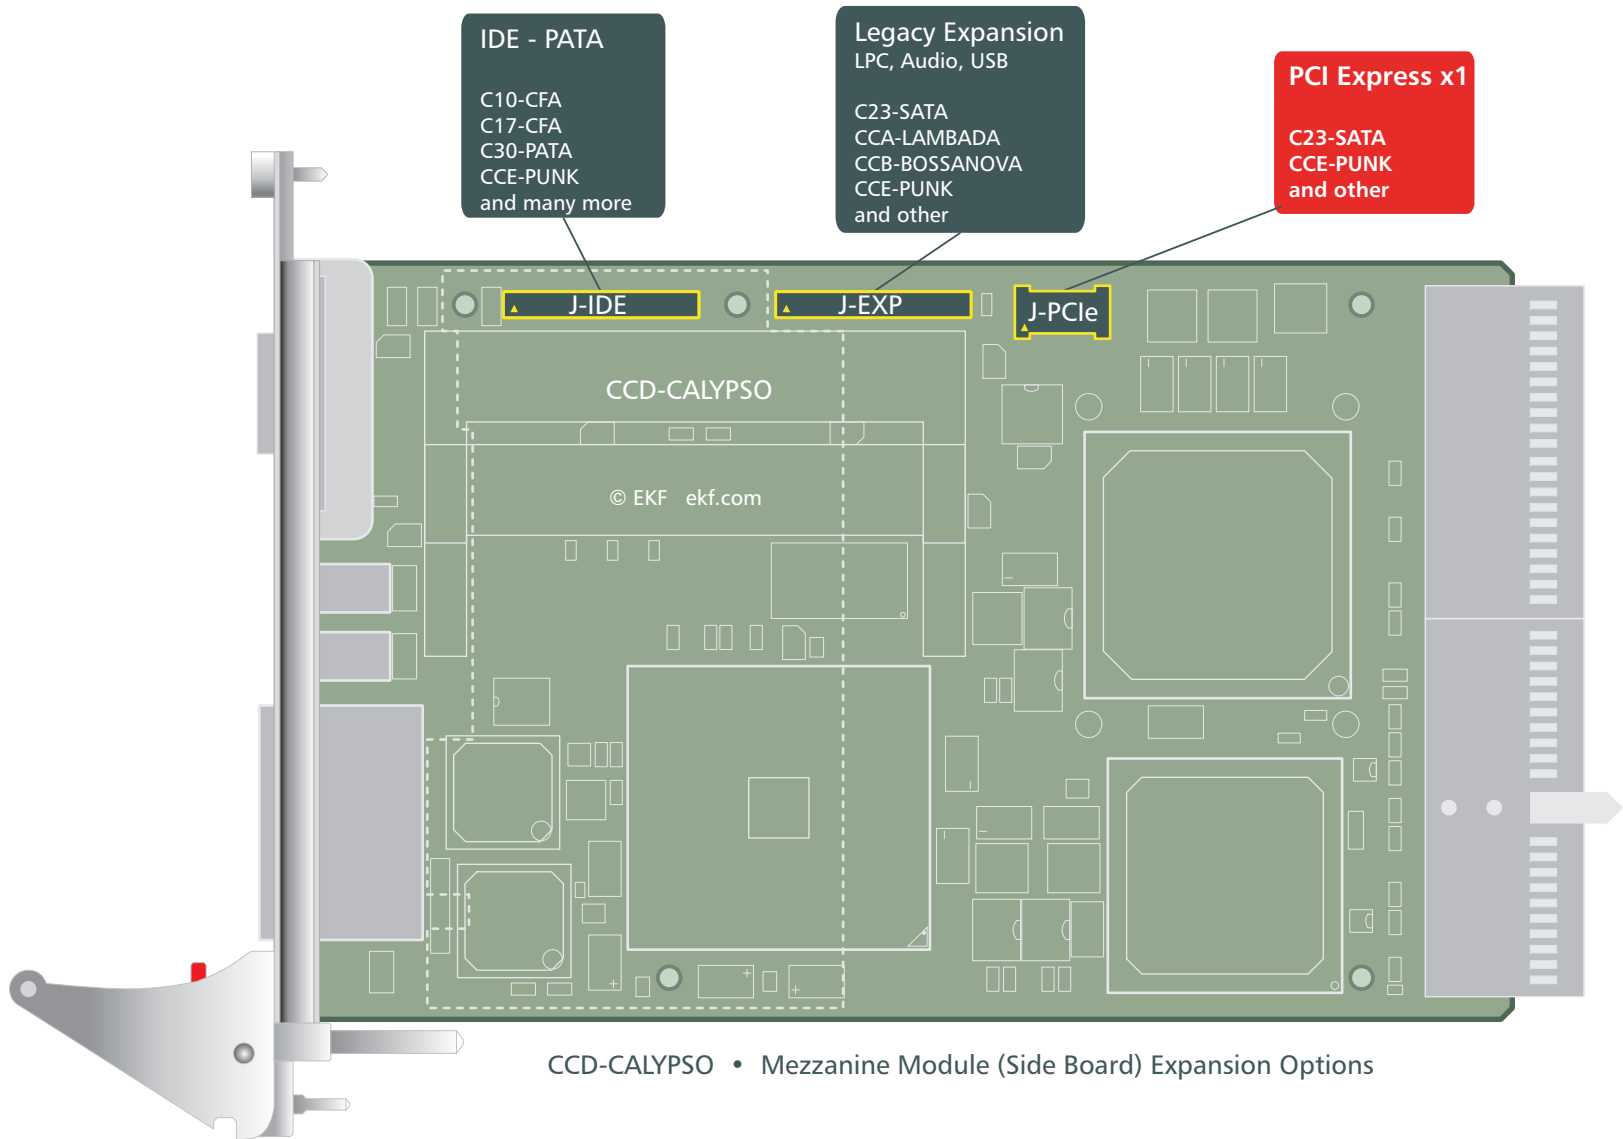 IDE - PATA
C10-CFA
C17-CFA
C30-PATA
CCE-PUNK
and many more
Legacy Expansion
LPC, Audio, USB
C23-SATA
CCA-LAMBADA
CCB-BOSSANOVA
CCE-PUNK
and other
PCI Express x1
C23-SATA
CCE-PUNK
and other
J-IDE
J-EXP
J-PCIe
CCD-CALYPSO
© EKF ekf.com
CCD-CALYPSO • Mezzanine Module (Side Board) Expansion Options